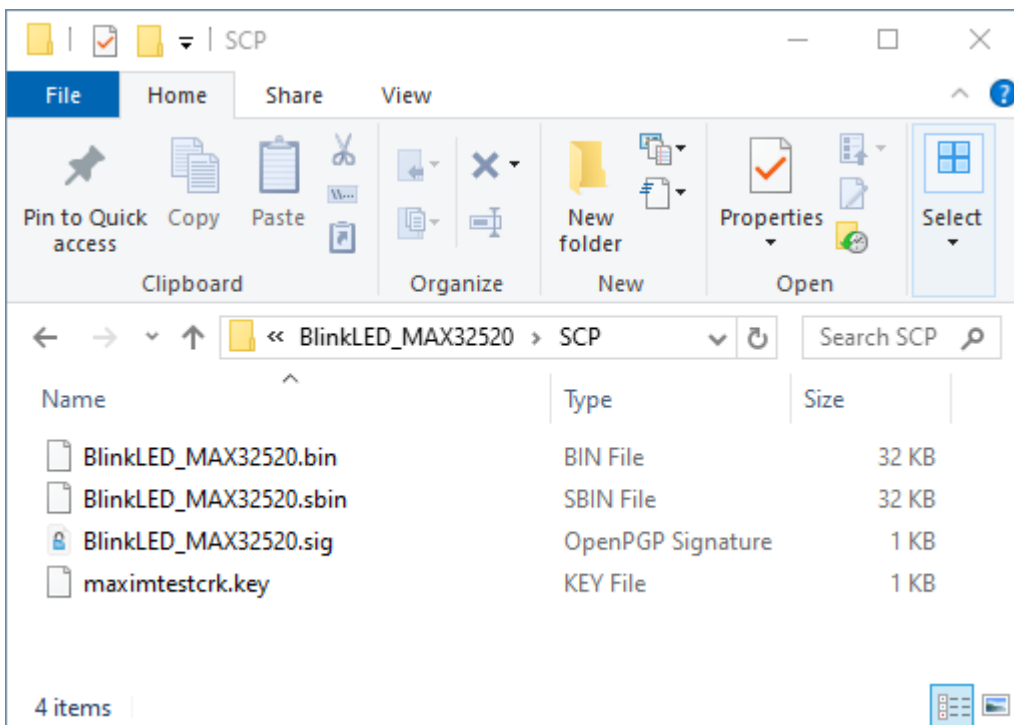 SCP
File Home Share View
Pin to Quick access
Copy
Paste
New folder
Properties
Select
Clipboard Organize New Open
« BlinkLED_MAX32520 › SCP Search SCP
Name Type Size
BlinkLED_MAX32520.bin BIN File 32 KB
BlinkLED_MAX32520.sbin SBIN File 32 KB
BlinkLED_MAX32520.sig OpenPGP Signature 1 KB
maximtestcrk.key KEY File 1 KB
4 items